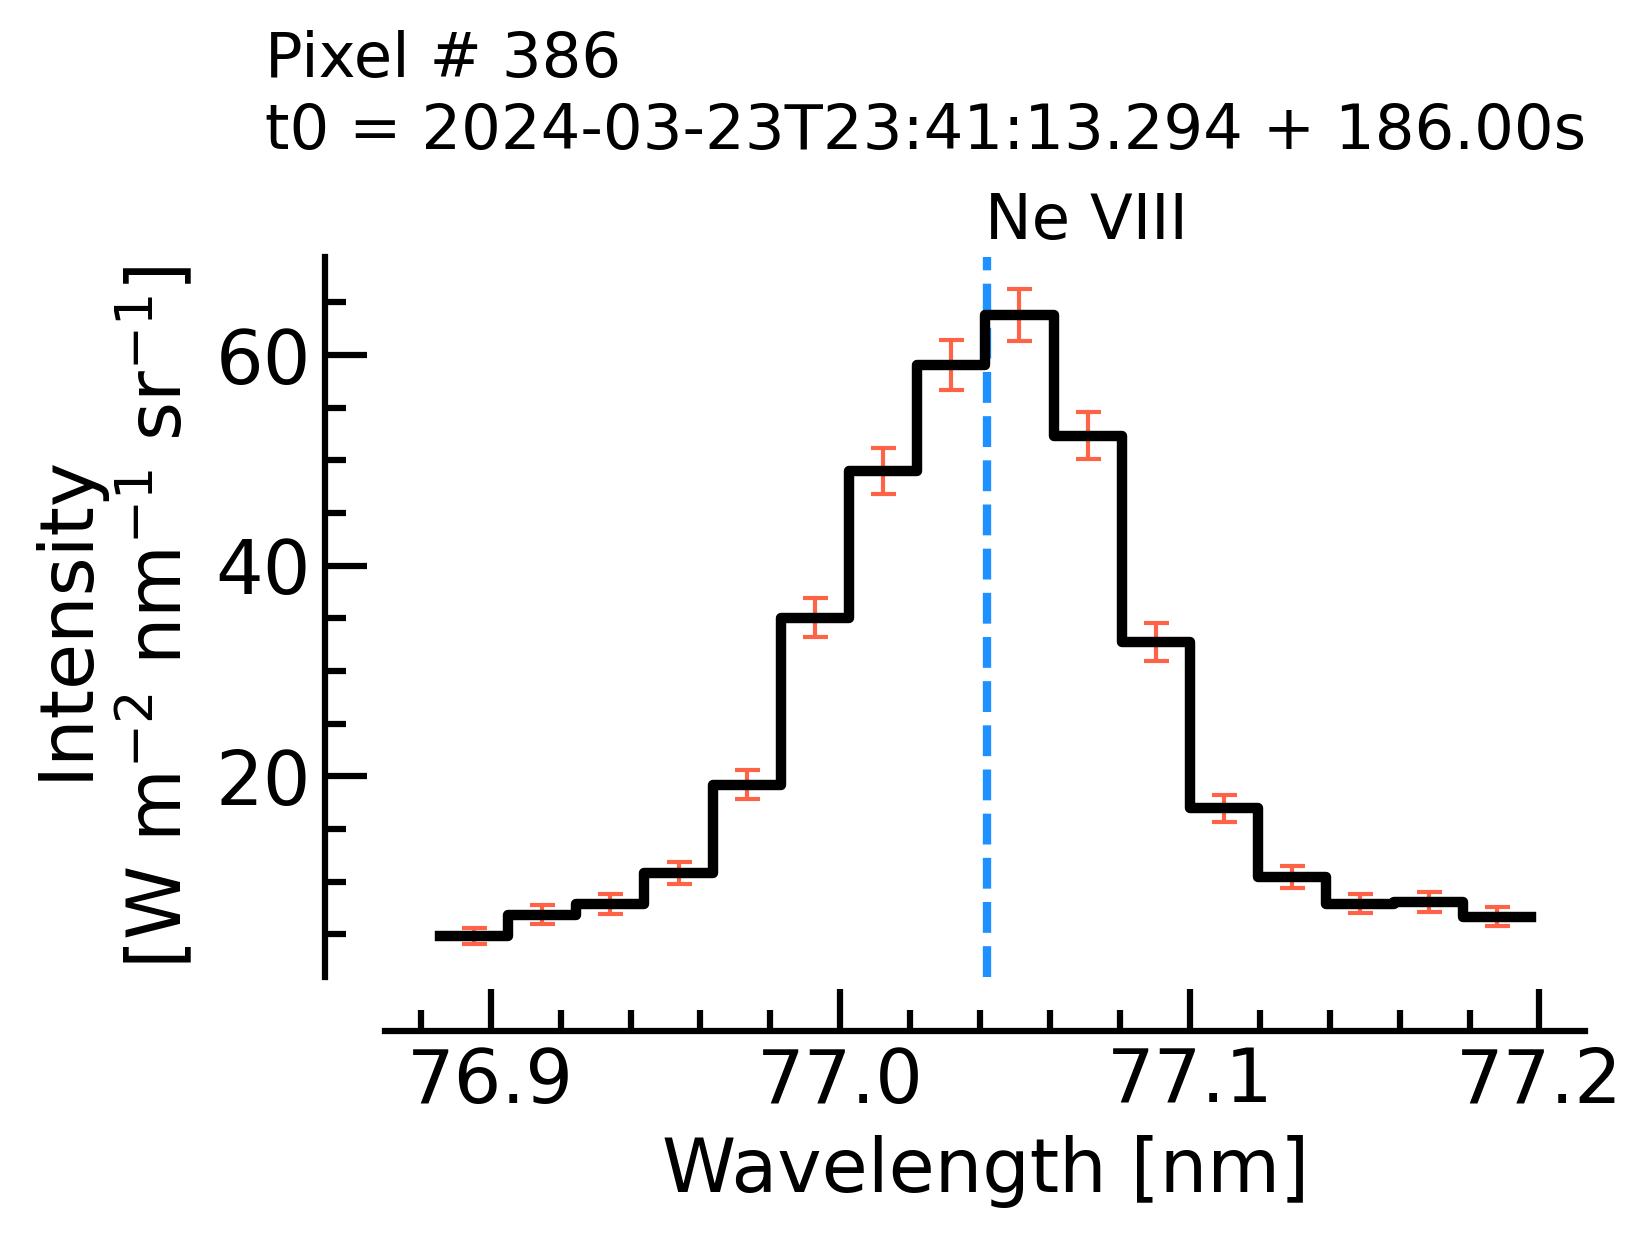 Pixel # 386
t0 = 2024-03-23T23:41:13.294 + 186.00s
Ne VIII
Intensity
[W m⁻² nm⁻¹ sr⁻¹]
60
40
20
76.9 77.0 77.1 77.2
Wavelength [nm]